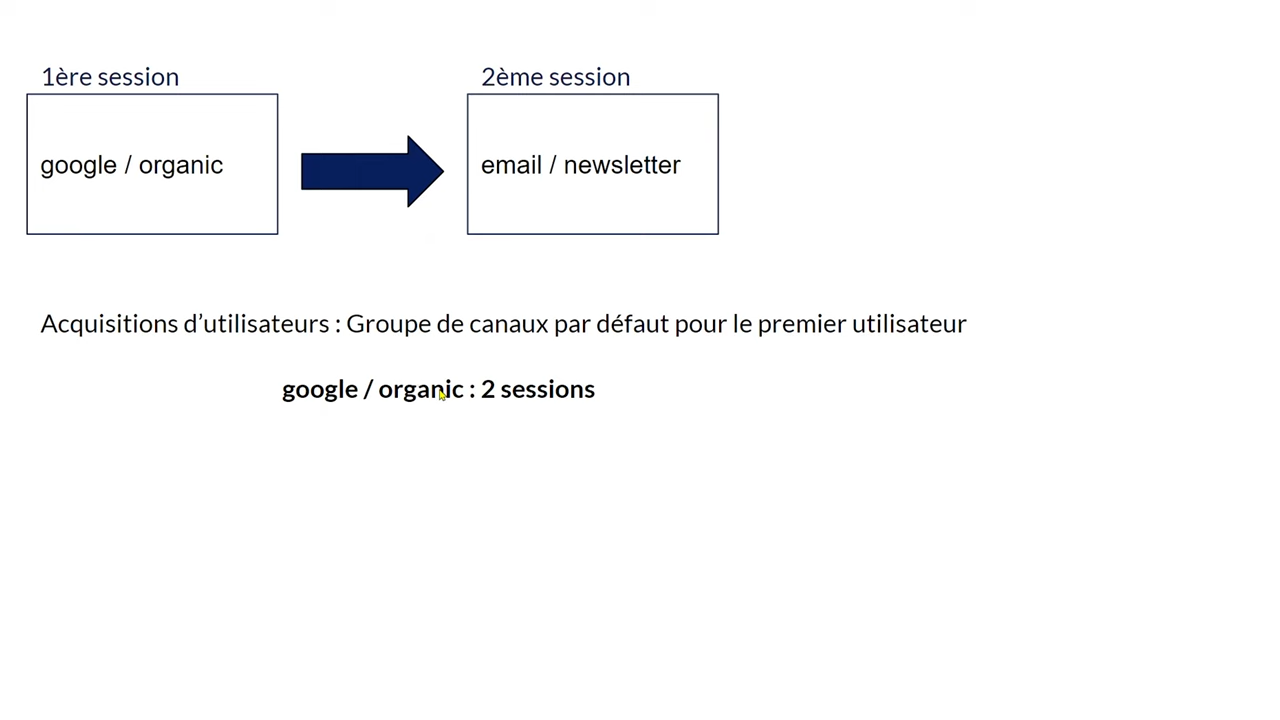 1ère session
2ème session
google / organic
email / newsletter
Acquisitions d’utilisateurs : Groupe de canaux par défaut pour le premier utilisateur
google / organic : 2 sessions